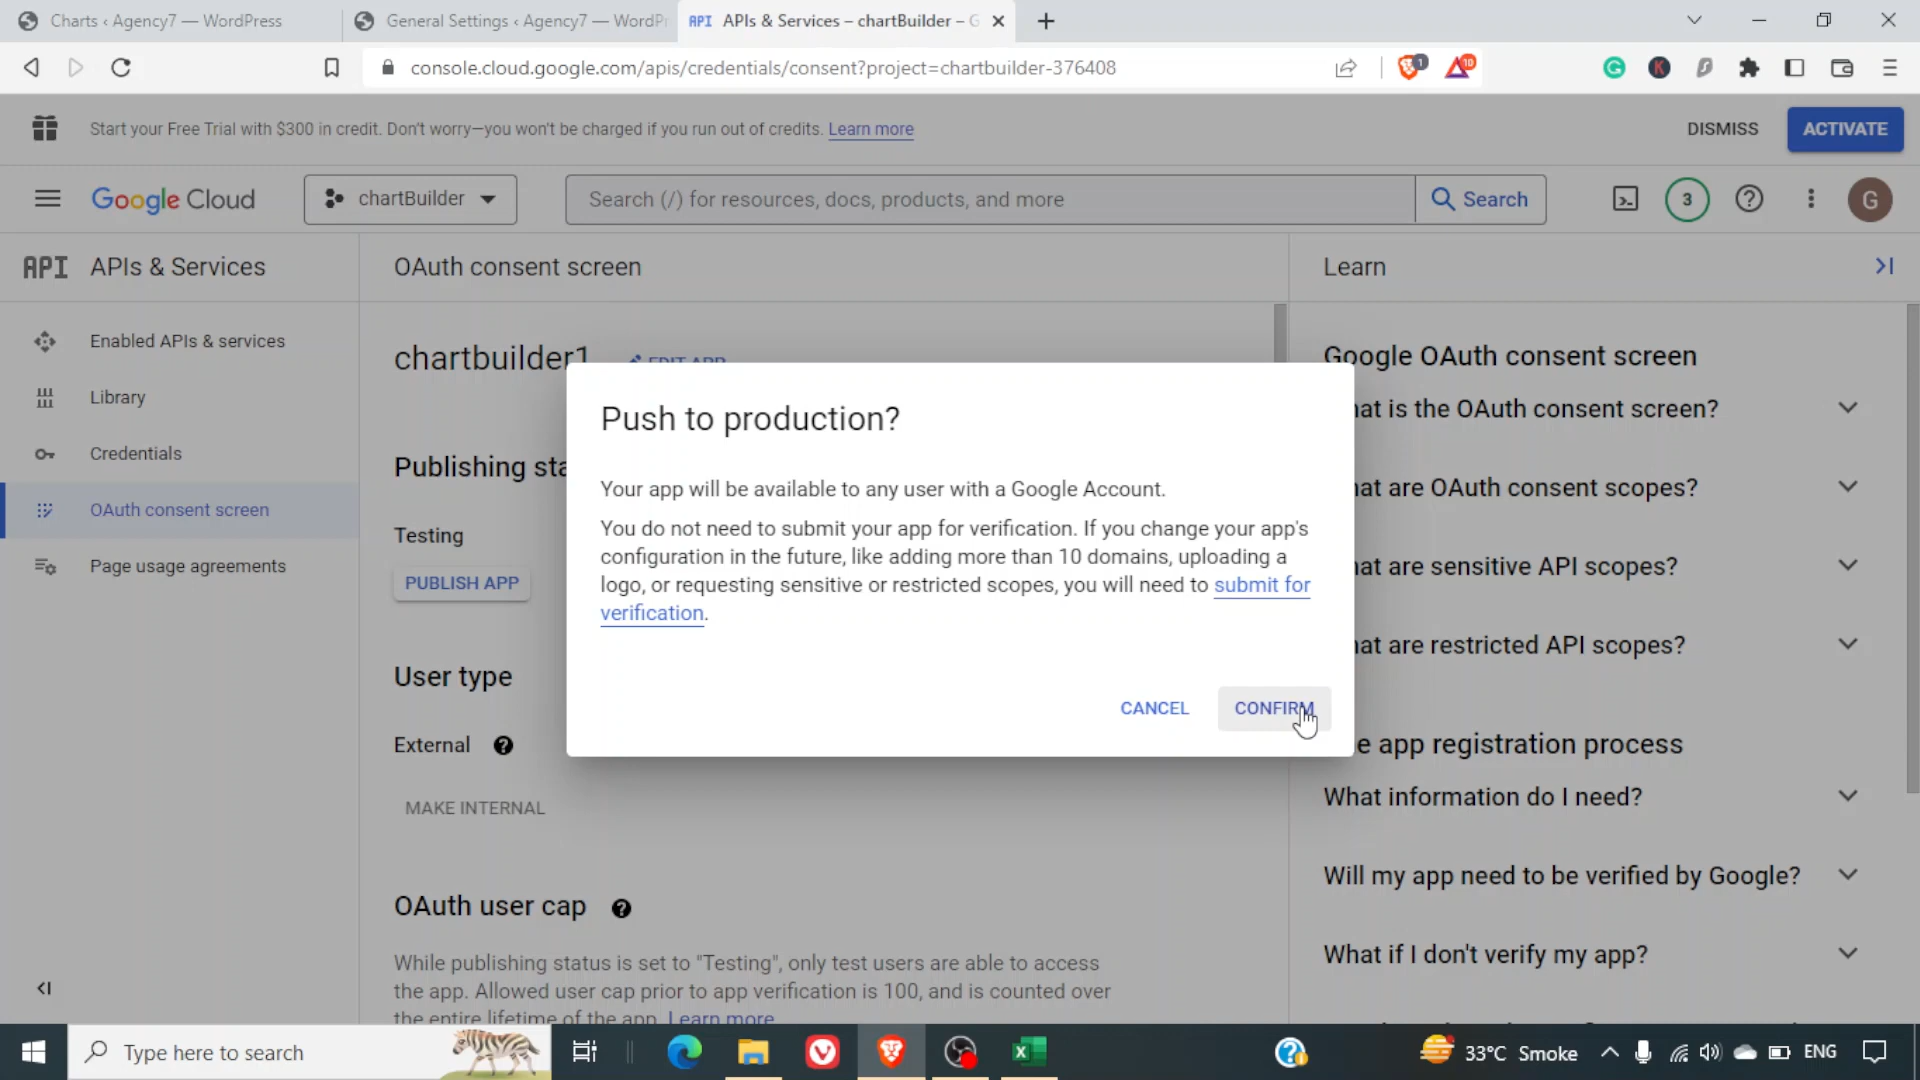 Charts ‹ Agency7 — WordPress
General Settings ‹ Agency7 — WordPr
API APIs & Services – chartBuilder – G
console.cloud.google.com/apis/credentials/consent?project=chartbuilder-376408
1
10
Start your Free Trial with $300 in credit. Don't worry—you won't be charged if you run out of credits. Learn more
DISMISS
ACTIVATE
Google Cloud
chartBuilder
Search (/) for resources, docs, products, and more
Search
3
G
API APIs & Services
OAuth consent screen
Learn
Enabled APIs & services
Library
Credentials
OAuth consent screen
Page usage agreements
chartbuilder1
EDIT APP
Publishing sta
Testing
PUBLISH APP
User type
External
MAKE INTERNAL
OAuth user cap
While publishing status is set to "Testing", only test users are able to access
the app. Allowed user cap prior to app verification is 100, and is counted over
the entire lifetime of the app. Learn more
Push to production?
Your app will be available to any user with a Google Account.
You do not need to submit your app for verification. If you change your app's
configuration in the future, like adding more than 10 domains, uploading a
logo, or requesting sensitive or restricted scopes, you will need to submit for
verification.
CANCEL
CONFIRM
Google OAuth consent screen
hat is the OAuth consent screen?
hat are OAuth consent scopes?
hat are sensitive API scopes?
hat are restricted API scopes?
e app registration process
What information do I need?
Will my app need to be verified by Google?
What if I don't verify my app?
Type here to search
33°C Smoke
ENG